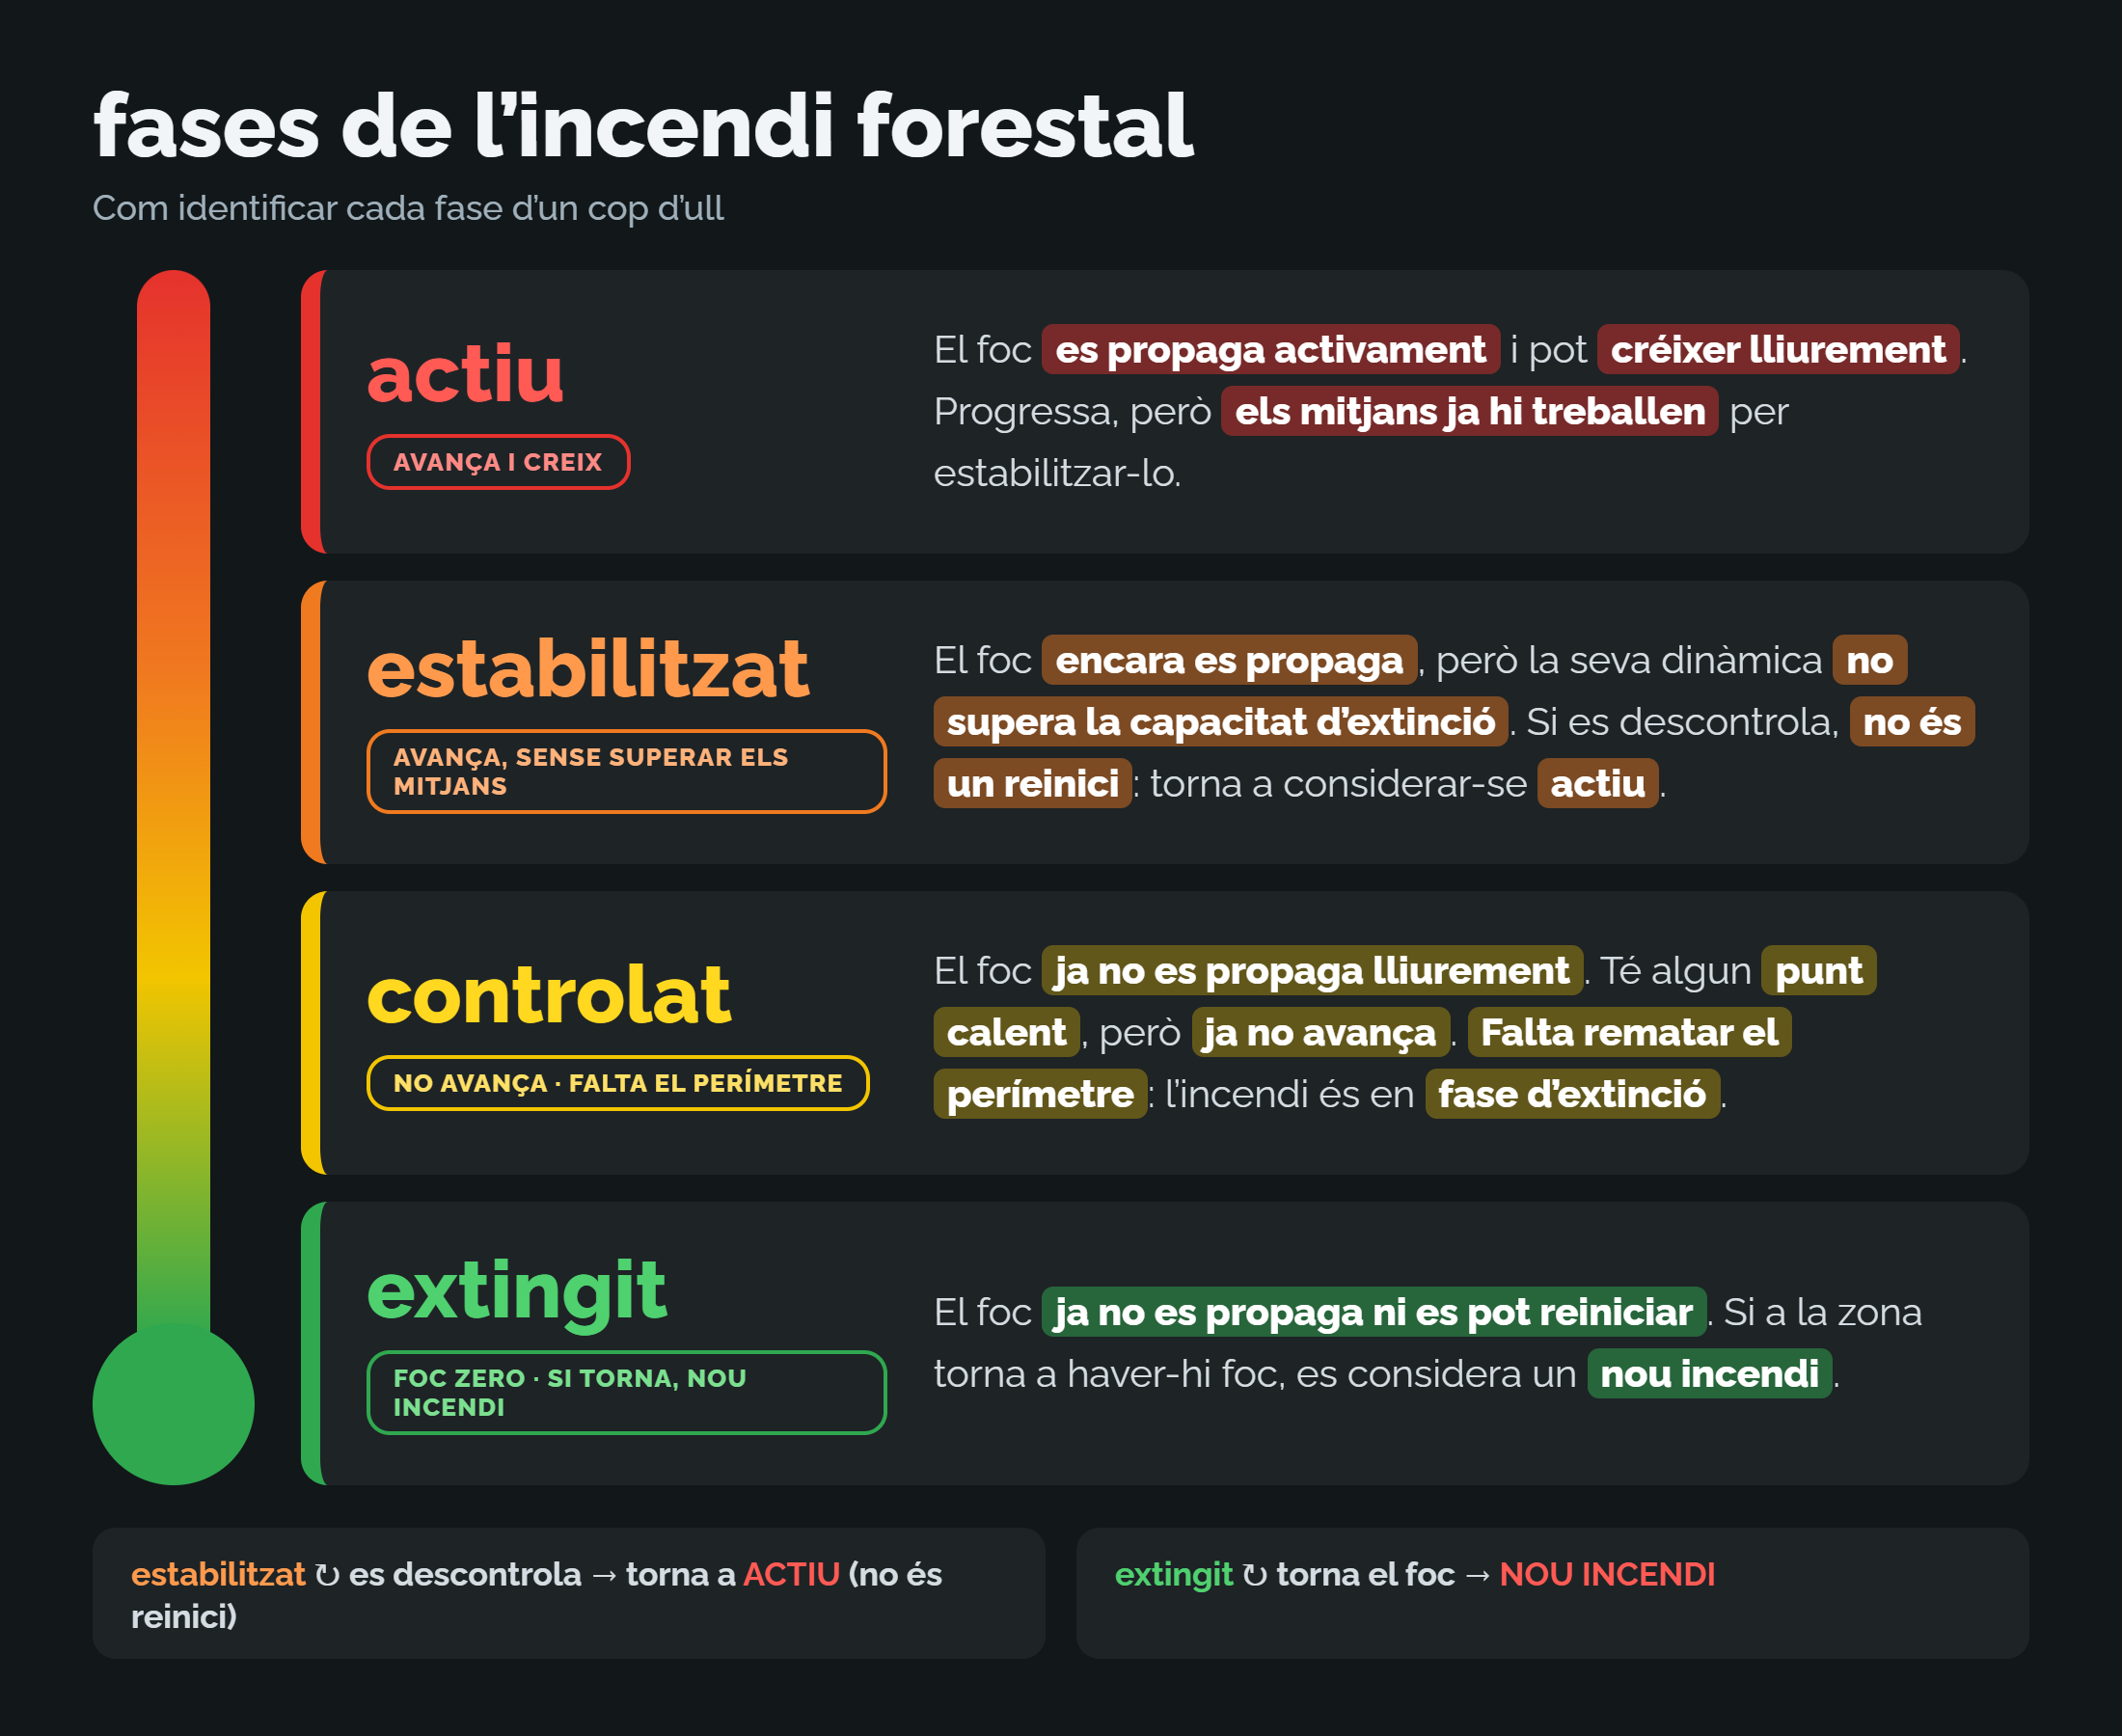 fases de l’incendi forestal
Com identificar cada fase d’un cop d’ull
actiu
AVANÇA I CREIX
El foc es propaga activament i pot créixer lliurement.
Progressa, però els mitjans ja hi treballen per
estabilitzar-lo.
estabilitzat
AVANÇA, SENSE SUPERAR ELS
MITJANS
El foc encara es propaga, però la seva dinàmica no
supera la capacitat d’extinció. Si es descontrola, no és
un reinici: torna a considerar-se actiu.
controlat
NO AVANÇA · FALTA EL PERÍMETRE
El foc ja no es propaga lliurement. Té algun punt
calent, però ja no avança. Falta rematar el
perímetre: l’incendi és en fase d’extinció.
extingit
FOC ZERO · SI TORNA, NOU
INCENDI
El foc ja no es propaga ni es pot reiniciar. Si a la zona
torna a haver-hi foc, es considera un nou incendi.
estabilitzat ↻ es descontrola → torna a ACTIU (no és
reinici)
extingit ↻ torna el foc → NOU INCENDI